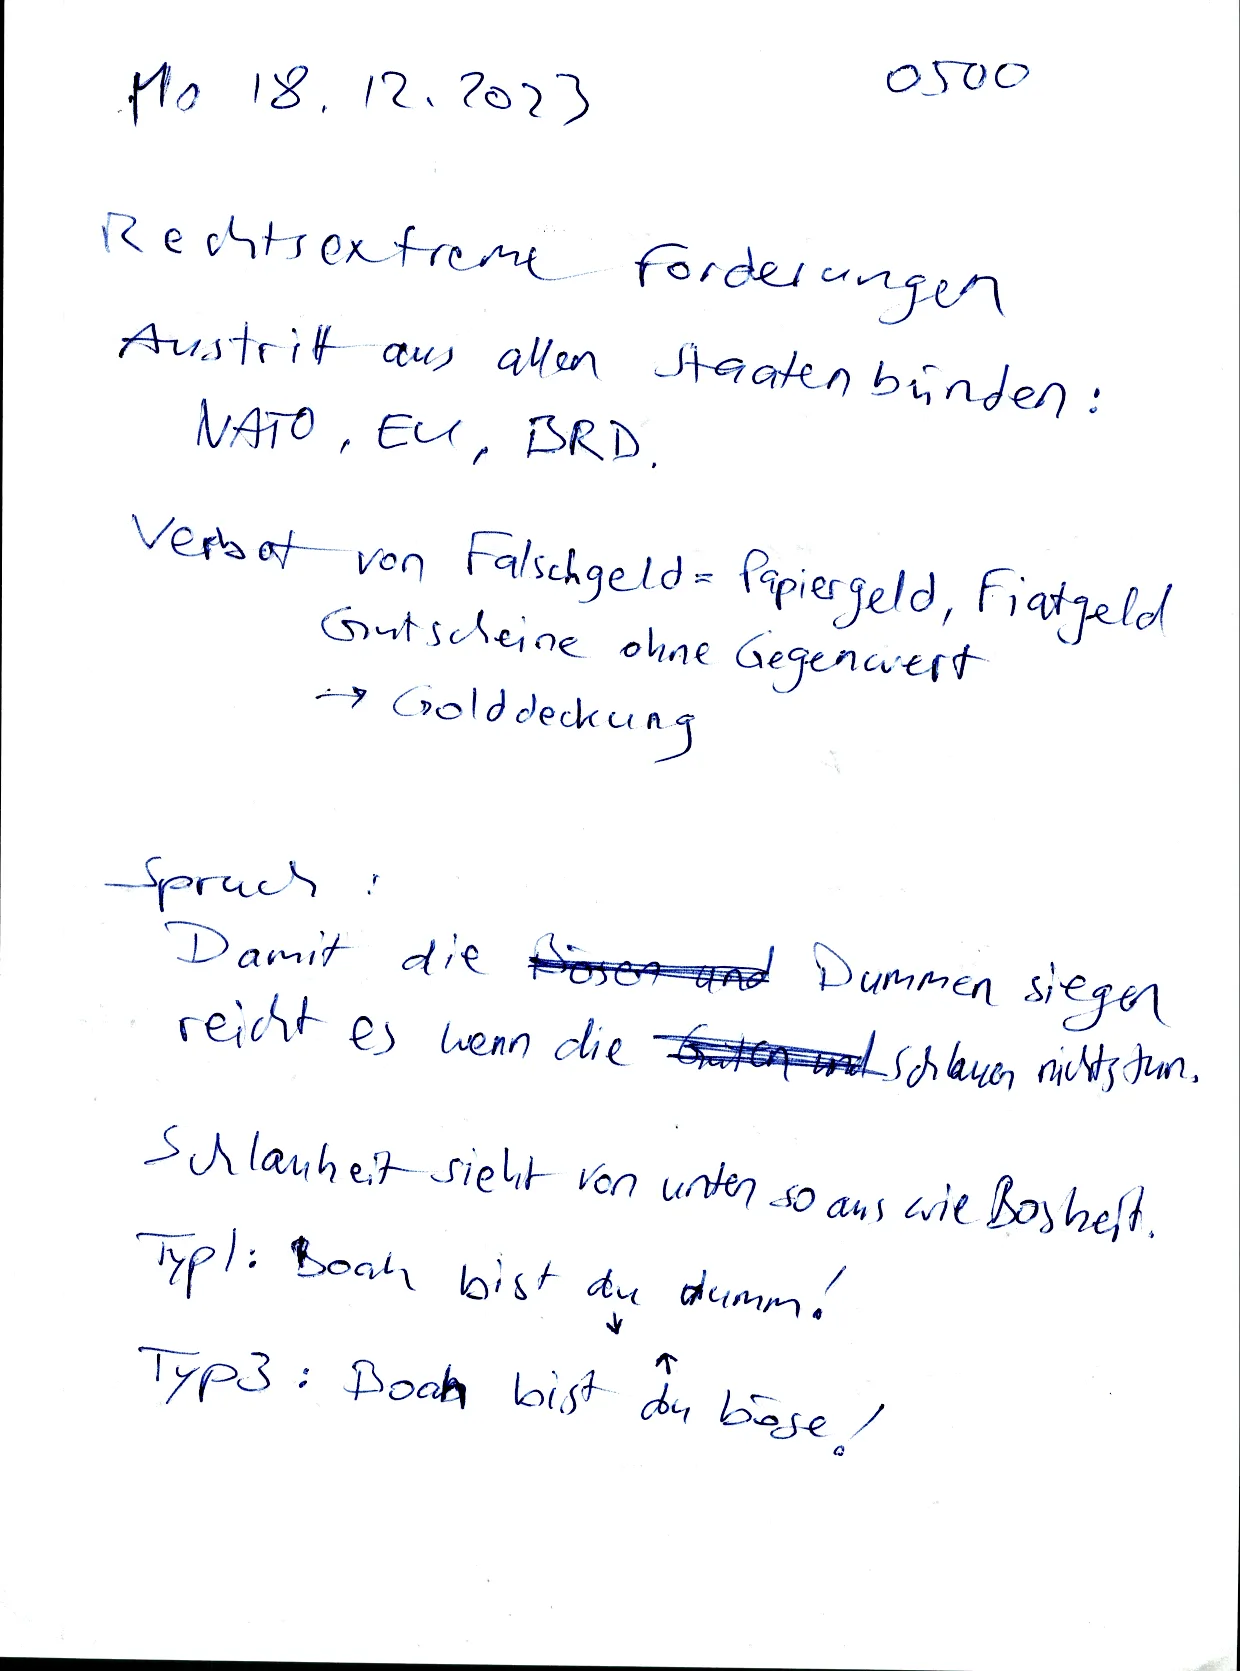 Mo 18.12.2023 0500
Rechtsextreme Forderungen
Austritt aus allen Staatenbünden:
NATO, EU, BRD.
Verbot von Falschgeld = Papiergeld, Fiatgeld
Gutscheine ohne Gegenwert
→ Golddeckung
Spruch:
Damit die Bösen und Dummen siegen
reicht es wenn die Guten und Schlauen nichts tun.
Schlauheit sieht von unten so aus wie Bosheit.
Typ1: Boah bist du dumm!
↓
↑
Typ3: Boah bist du böse!